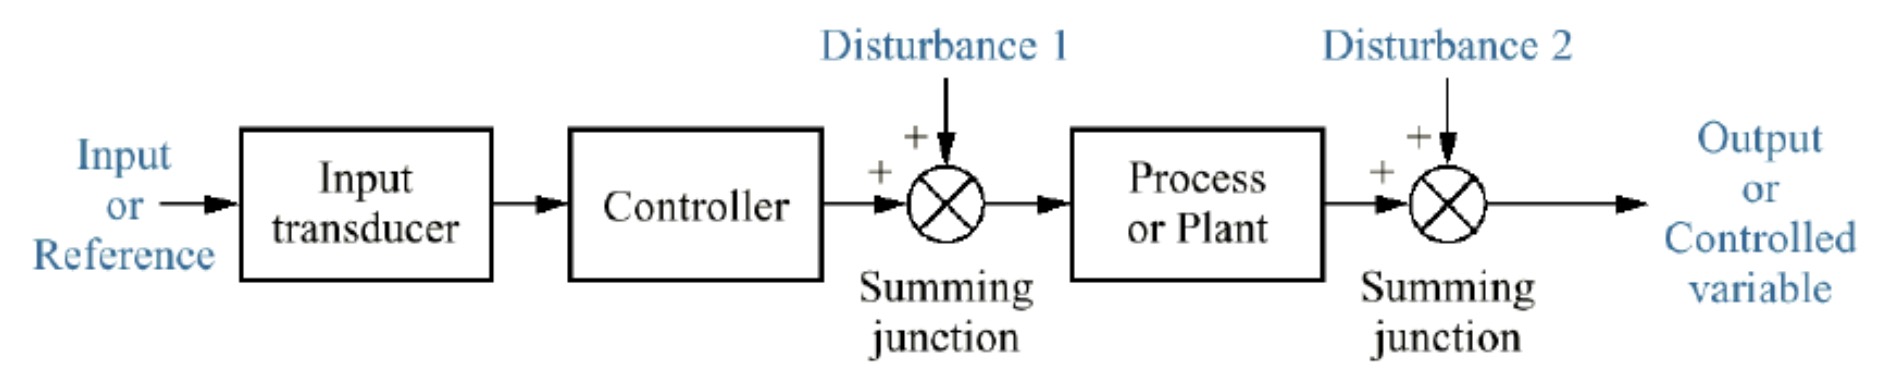 Disturbance 1
Disturbance 2
Input
or
Reference
Input
transducer
Controller
+
+
Summing
junction
Process
or Plant
+
+
Summing
junction
Output
or
Controlled
variable